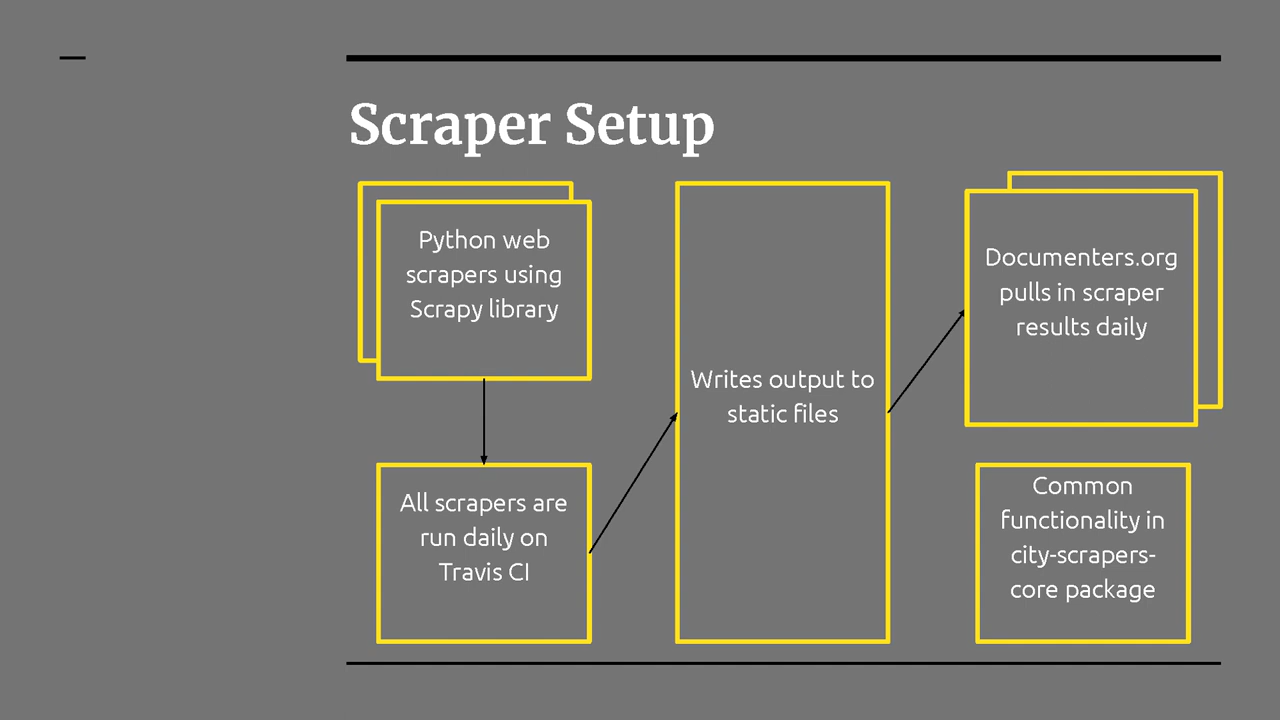 Scraper Setup
Python web
scrapers using
Scrapy library
All scrapers are
run daily on
Travis CI
Writes output to
static files
Documenters.org
pulls in scraper
results daily
Common
functionality in
city-scrapers-
core package